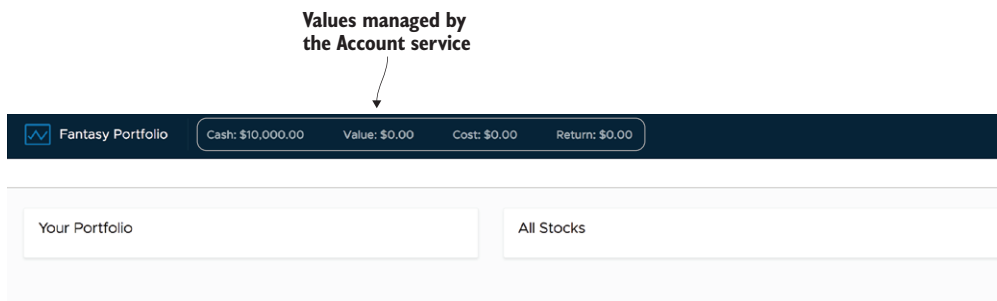 Values managed by
the Account service
Fantasy Portfolio Cash: $10,000.00 Value: $0.00 Cost: $0.00 Return: $0.00
Your Portfolio All Stocks